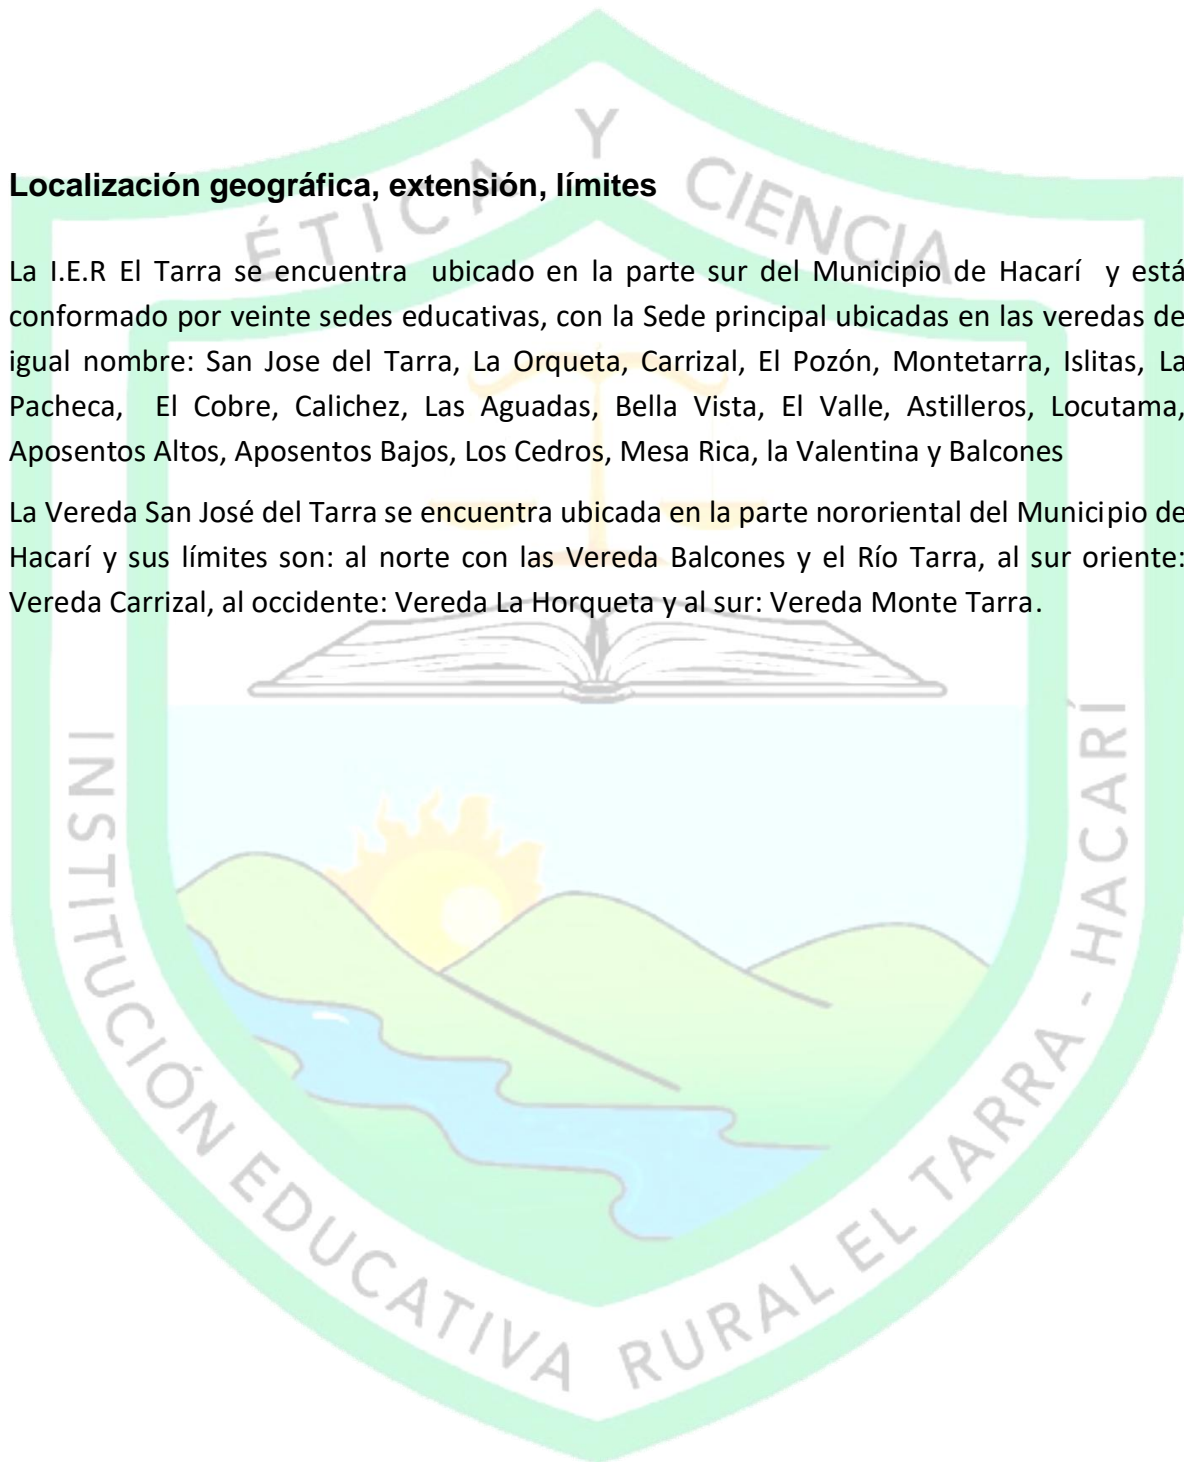 ÉTICA Y CIENCIA
Localización geográfica, extensión, límites
La I.E.R El Tarra se encuentra  ubicado en la parte sur del Municipio de Hacarí  y está
conformado por veinte sedes educativas, con la Sede principal ubicadas en las veredas de
igual nombre: San Jose del Tarra, La Orqueta, Carrizal, El Pozón, Montetarra, Islitas, La
Pacheca,  El Cobre, Calichez, Las Aguadas, Bella Vista, El Valle, Astilleros, Locutama,
Aposentos Altos, Aposentos Bajos, Los Cedros, Mesa Rica, la Valentina y Balcones
La Vereda San José del Tarra se encuentra ubicada en la parte nororiental del Municipio de
Hacarí y sus límites son: al norte con las Vereda Balcones y el Río Tarra, al sur oriente:
Vereda Carrizal, al occidente: Vereda La Horqueta y al sur: Vereda Monte Tarra.
INSTITUCIÓN EDUCATIVA RURAL EL TARRA - HACARÍ